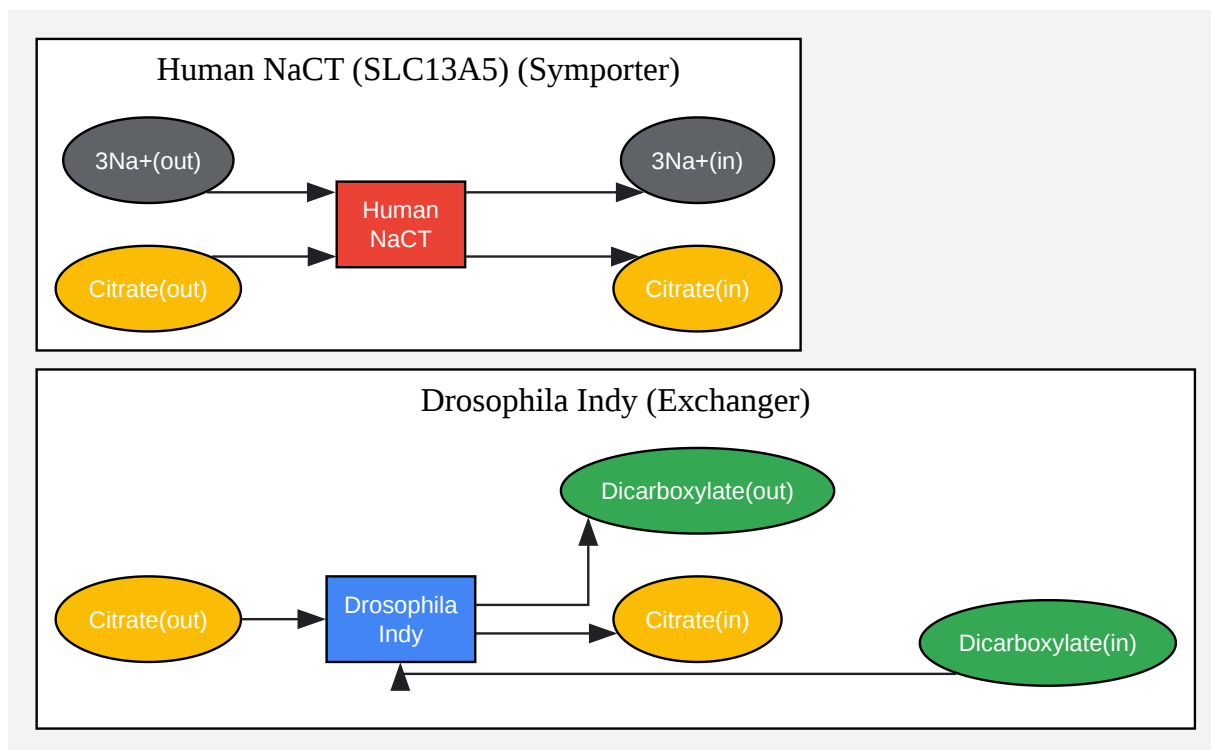 Human NaCT (SLC13A5) (Symporter)
3Na+(out)
3Na+(in)
Human
NaCT
Citrate(out)
Citrate(in)
Drosophila Indy (Exchanger)
Dicarboxylate(out)
Citrate(out)
Drosophila
Indy
Citrate(in)
Dicarboxylate(in)